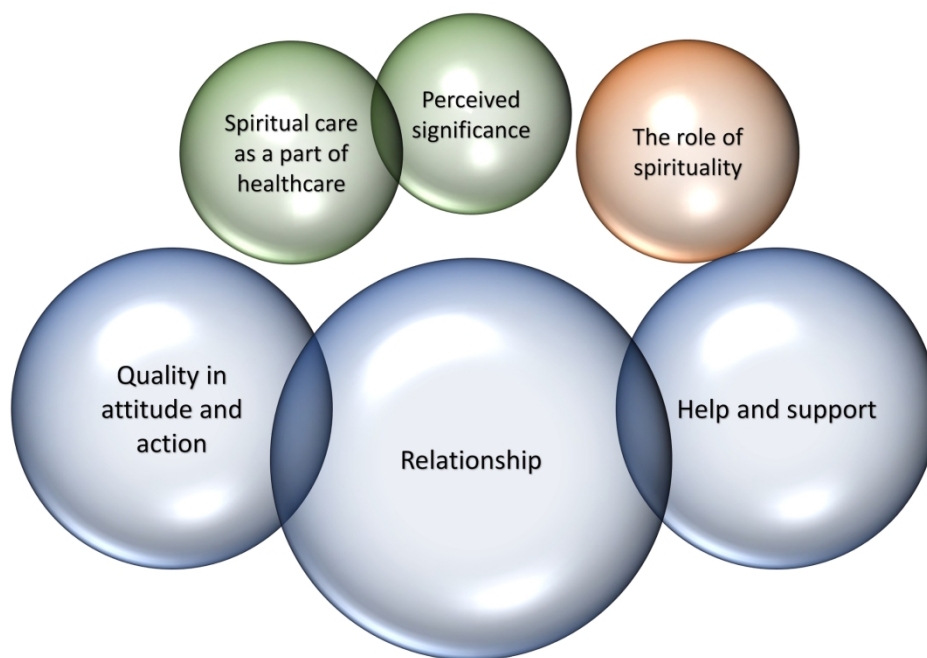 Spiritual care
as a part of
healthcare
Perceived
significance
The role of
spirituality
Quality in
attitude and
action
Relationship
Help and support